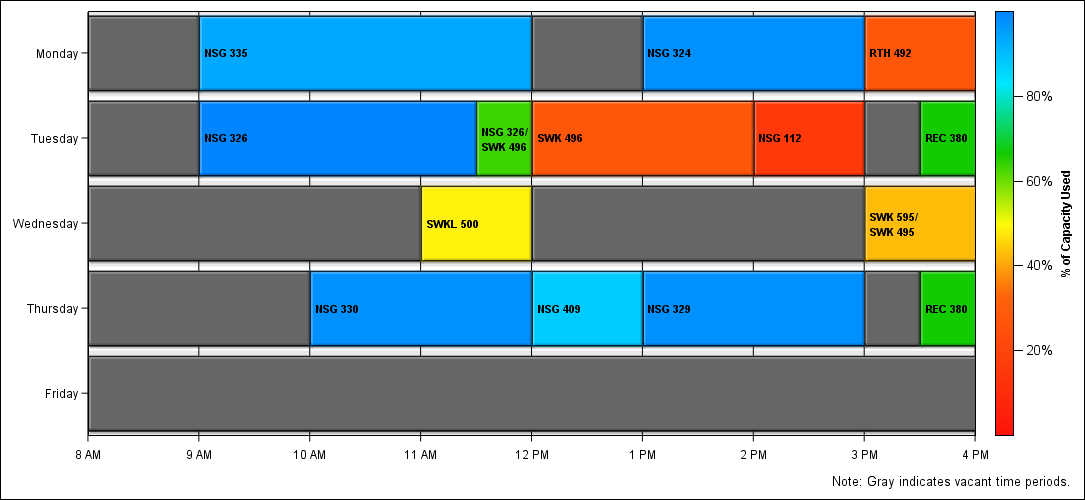 Monday
NSG 335
NSG 324
RTH 492
Tuesday
NSG 326
NSG 326/
SWK 496
SWK 496
NSG 112
REC 380
Wednesday
SWKL 500
SWK 595/
SWK 495
Thursday
NSG 330
NSG 409
NSG 329
REC 380
Friday
8 AM
9 AM
10 AM
11 AM
12 PM
1 PM
2 PM
3 PM
4 PM
80%
60%
40%
20%
% of Capacity Used
Note: Gray indicates vacant time periods.